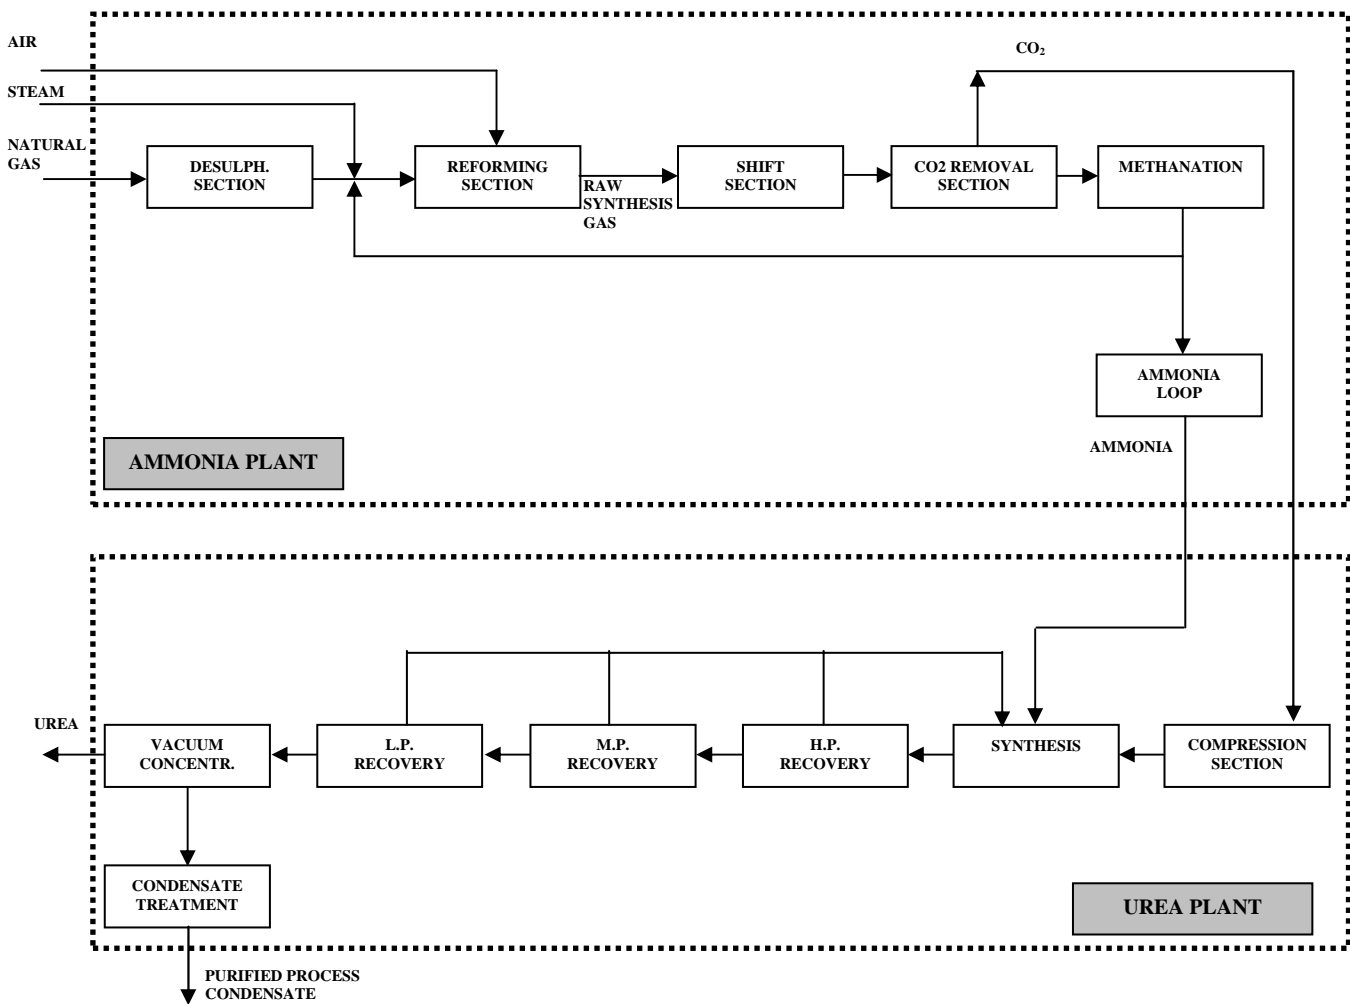 AIR
CO₂
STEAM
NATURAL
GAS
DESULPH.
SECTION
REFORMING
SECTION
RAW
SYNTHESIS
GAS
SHIFT
SECTION
CO2 REMOVAL
SECTION
METHANATION
AMMONIA
LOOP
AMMONIA
AMMONIA PLANT
UREA
VACUUM
CONCENTR.
L.P.
RECOVERY
M.P.
RECOVERY
H.P.
RECOVERY
SYNTHESIS
COMPRESSION
SECTION
CONDENSATE
TREATMENT
UREA PLANT
PURIFIED PROCESS
CONDENSATE